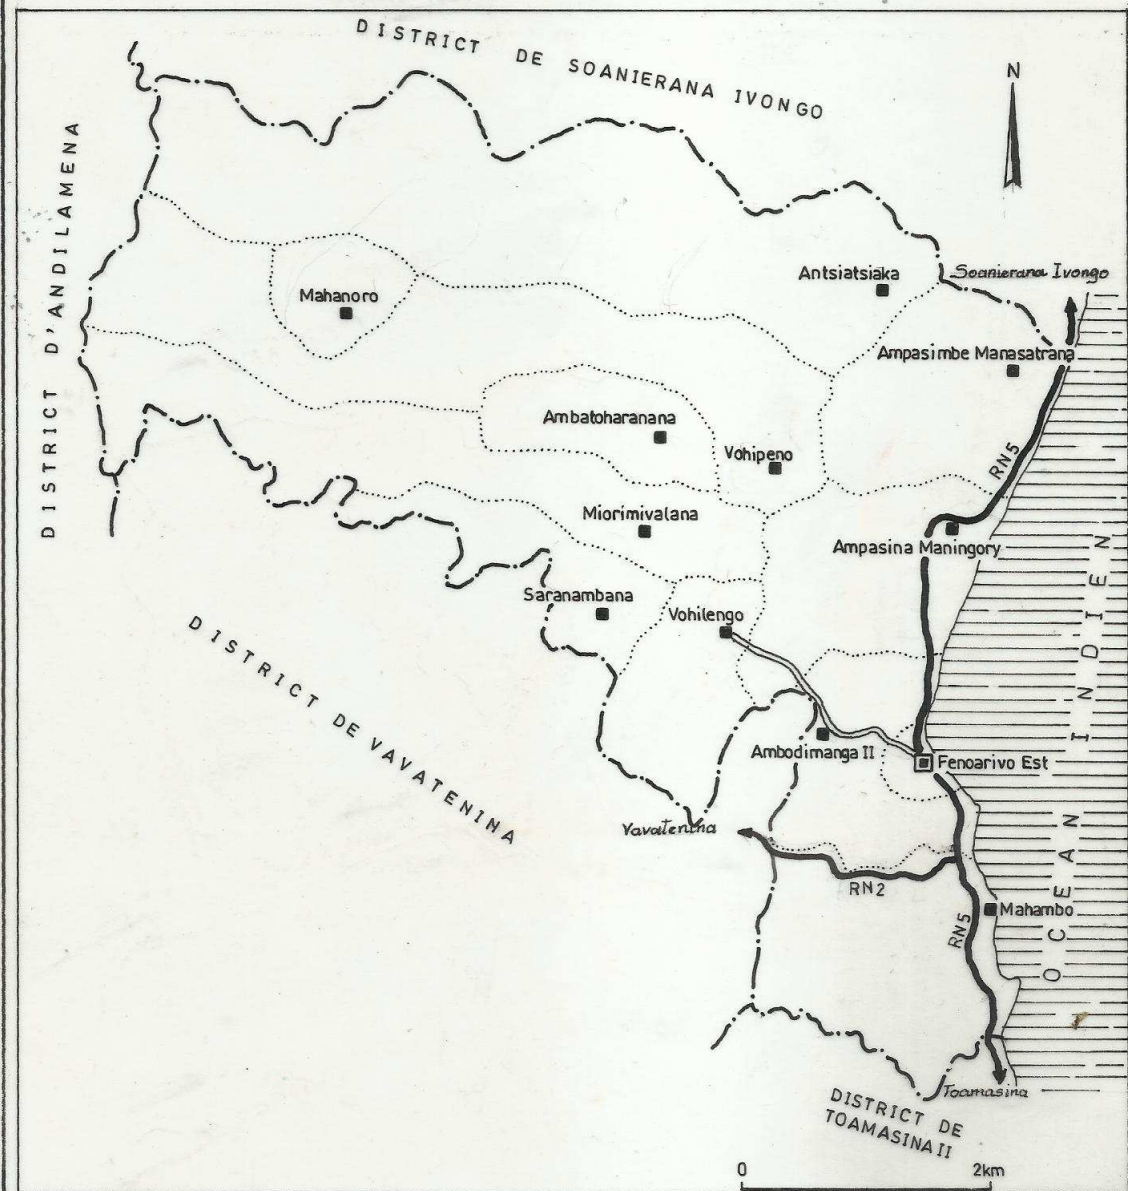 DISTRICT DE SOANIERANA IVONGO
N
DISTRICT D'ANDILAMENA
Antsiatsiaka
Soanierana Ivongo
Mahanoro
Ampasimbe Manasatrana
Ambatoharanana
Vohipeno
RN5
Miorimivalana
Ampasina Maningory
Saranambana
Vohilengo
OCEAN INDIEN
DISTRICT DE VAVATENINA
Ambodimanga II
Fenoarivo Est
Vavatenina
RN2
Mahambo
RN5
Toamasina
DISTRICT DE
TOAMASINA II
0 2km